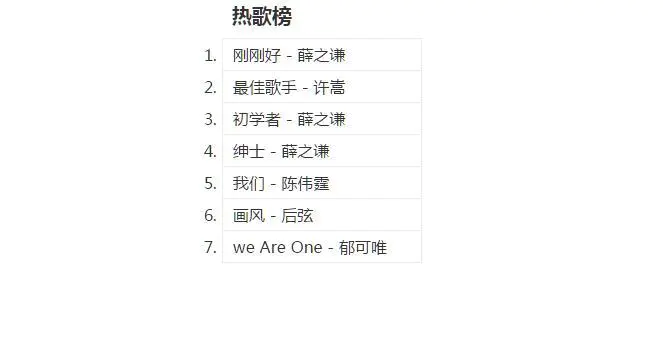 热歌榜
1. 刚刚好 - 薛之谦
2. 最佳歌手 - 许嵩
3. 初学者 - 薛之谦
4. 绅士 - 薛之谦
5. 我们 - 陈伟霆
6. 画风 - 后弦
7. we Are One - 郁可唯